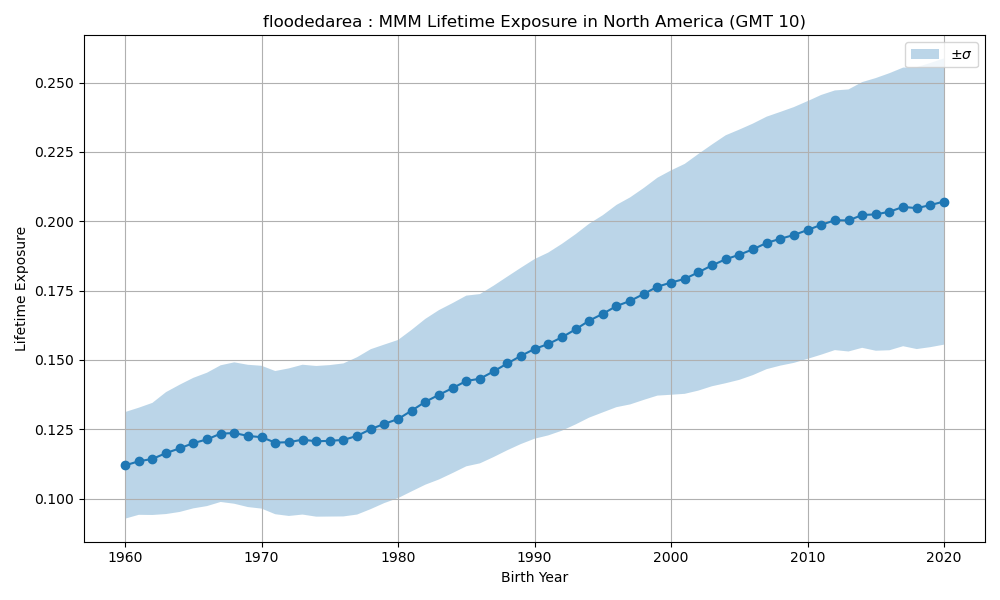 floodedarea : MMM Lifetime Exposure in North America (GMT 10)
±σ
Lifetime Exposure
0.250
0.225
0.200
0.175
0.150
0.125
0.100
1960 1970 1980 1990 2000 2010 2020
Birth Year